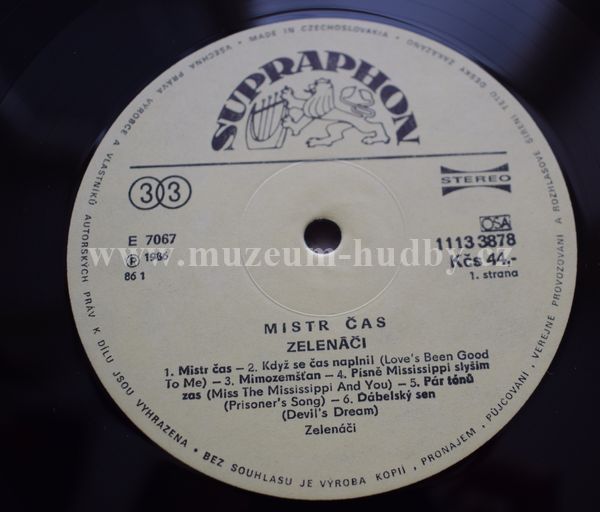 VŠECHNA PRÁVA VÝROBCE A VLASTNÍKŮ AUTORSKÝCH PRÁV K DÍLU JSOU VYHRAZENA • BEZ SOUHLASU JE VÝROBA KOPIÍ, PRONÁJEM, PŮJČOVÁNÍ, VEŘEJNÉ PROVOZOVÁNÍ A ROZHLASOVÉ ŠÍŘENÍ TÉTO DESKY ZAKÁZÁNO • MADE IN CZECHOSLOVAKIA •
SUPRAPHON
33
STEREO
E 7067
Ⓟ 1986
86 1
OSA
1113 3878
Kčs 44,-
1. strana
www.muzeum-hudby.cz
MISTR ČAS
ZELENÁČI
1. Mistr čas – 2. Když se čas naplnil (Love's Been Good
To Me) – 3. Mimozemšťan – 4. Písně Mississippi slyším
zas (Miss The Mississippi And You) – 5. Pár tónů
(Prisoner's Song) – 6. Ďábelský sen
(Devil's Dream)
Zelenáči